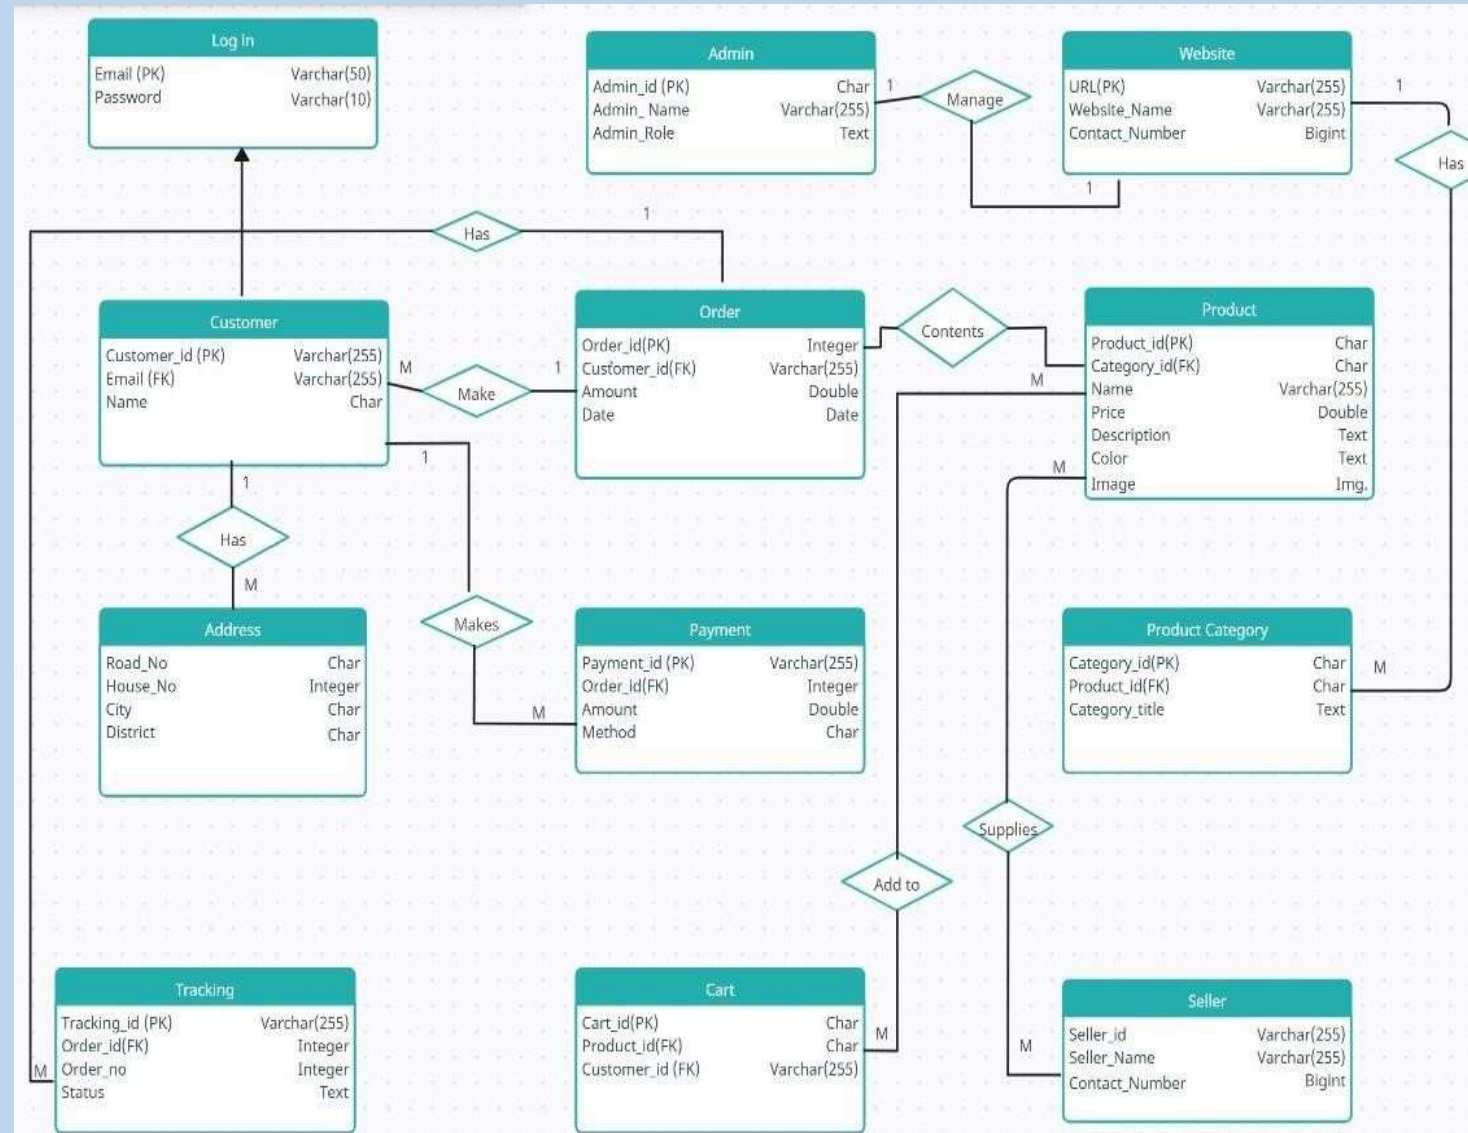 Log in
Email (PK) Varchar(50)
Password Varchar(10)
Admin
Admin_id (PK) Char
Admin_ Name Varchar(255)
Admin_Role Text
1
Manage
1
Website
URL(PK) Varchar(255)
Website_Name Varchar(255)
Contact_Number Bigint
1
Has
Has
1
Customer
Customer_id (PK) Varchar(255)
Email (FK) Varchar(255)
Name Char
M
Make
1
Order
Order_id(PK) Integer
Customer_id(FK) Varchar(255)
Amount Double
Date Date
Contents
Product
Product_id(PK) Char
Category_id(FK) Char
Name Varchar(255)
Price Double
Description Text
Color Text
Image Img.
M
M
1
Has
M
1
Makes
M
Address
Road_No Char
House_No Integer
City Char
District Char
Payment
Payment_id (PK) Varchar(255)
Order_id(FK) Integer
Amount Double
Method Char
Product Category
Category_id(PK) Char
Product_id(FK) Char
Category_title Text
M
Supplies
Add to
Tracking
Tracking_id (PK) Varchar(255)
Order_id(FK) Integer
Order_no Integer
Status Text
M
Cart
Cart_id(PK) Char
Product_id(FK) Char
Customer_id (FK) Varchar(255)
M
Seller
Seller_id Varchar(255)
Seller_Name Varchar(255)
Contact_Number Bigint
M